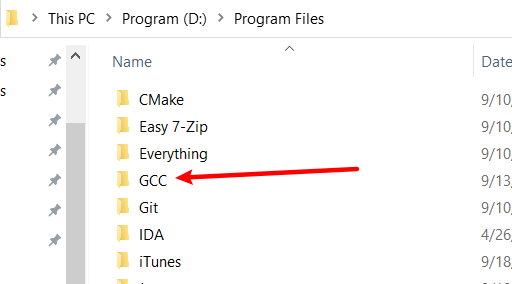 This PC > Program (D:) > Program Files
Name Date
CMake 9/10,
Easy 7-Zip 9/10,
Everything 9/10,
GCC 9/13,
Git 9/10,
IDA 4/26,
iTunes 9/18,